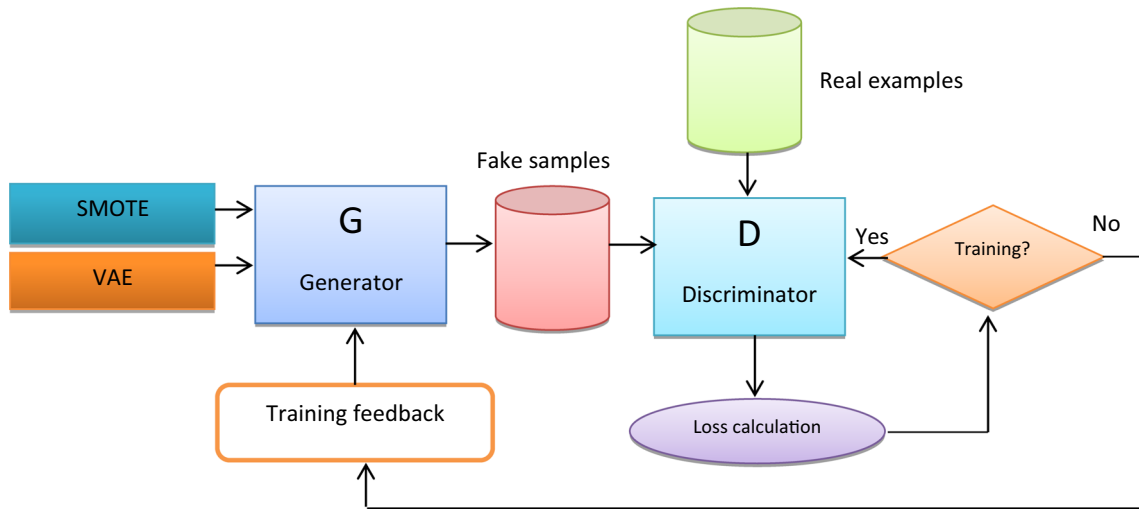 Real examples
Fake samples
SMOTE
VAE
G
Generator
D
Discriminator
Yes
Training?
No
Training feedback
Loss calculation